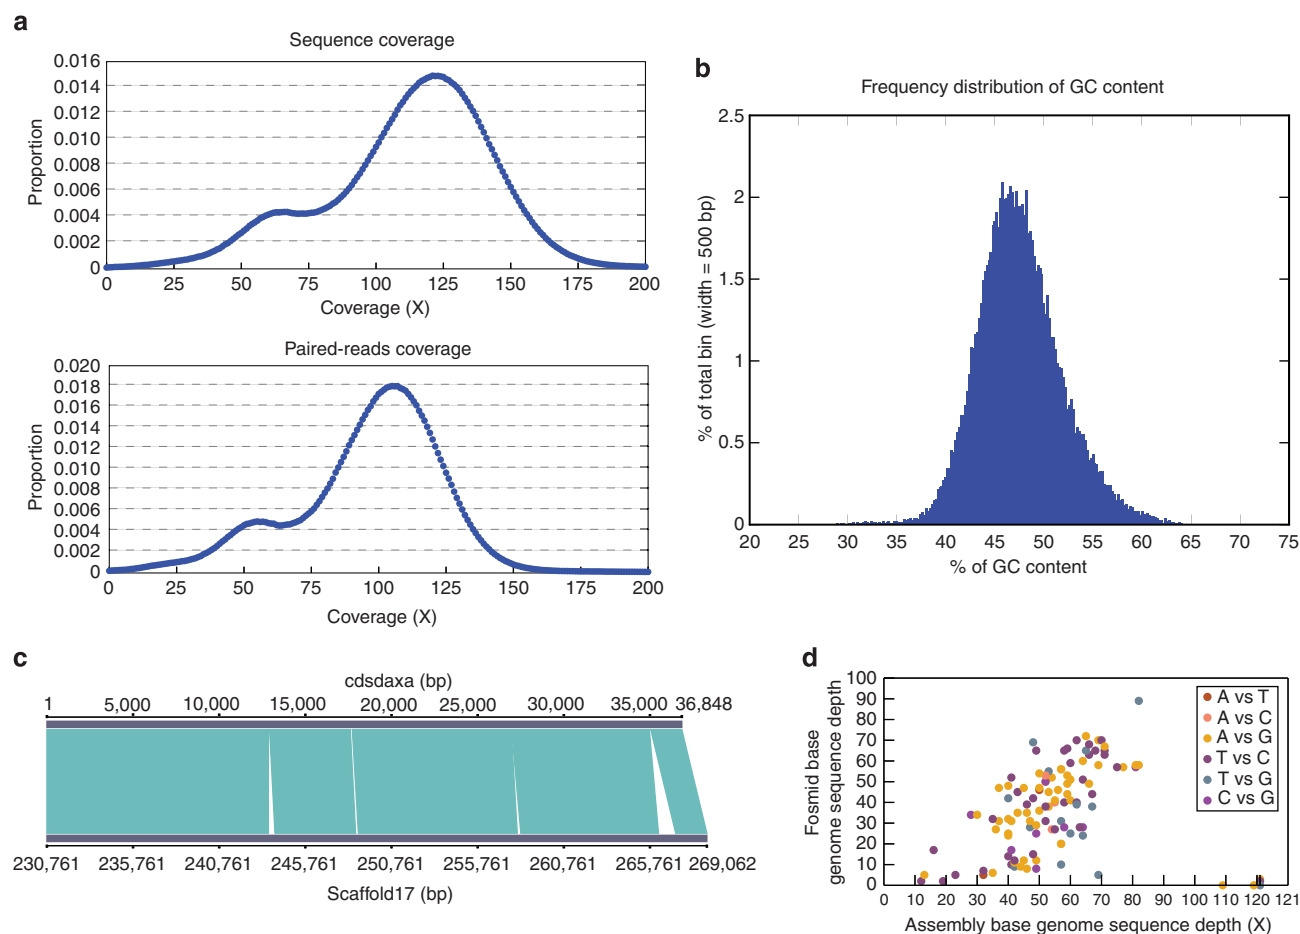 a
Sequence coverage
0.016
0.014
0.012
0.010
0.008
0.006
0.004
0.002
0
Proportion
0 25 50 75 100 125 150 175 200
Coverage (X)
Paired-reads coverage
0.020
0.018
0.016
0.014
0.012
0.010
0.008
0.006
0.004
0.002
0
Proportion
0 25 50 75 100 125 150 175 200
Coverage (X)
b
Frequency distribution of GC content
2.5
2
1.5
1
0.5
0
% of total bin (width = 500 bp)
20 25 30 35 40 45 50 55 60 65 70 75
% of GC content
c
cdsdaxa (bp)
1 5,000 10,000 15,000 20,000 25,000 30,000 35,000 36,848
230,761 235,761 240,761 245,761 250,761 255,761 260,761 265,761 269,062
Scaffold17 (bp)
d
Fosmid base
genome sequence depth
100
90
80
70
60
50
40
30
20
10
0
A vs T
A vs C
A vs G
T vs C
T vs G
C vs G
0 10 20 30 40 50 60 70 80 90 100 110 121
Assembly base genome sequence depth (X)